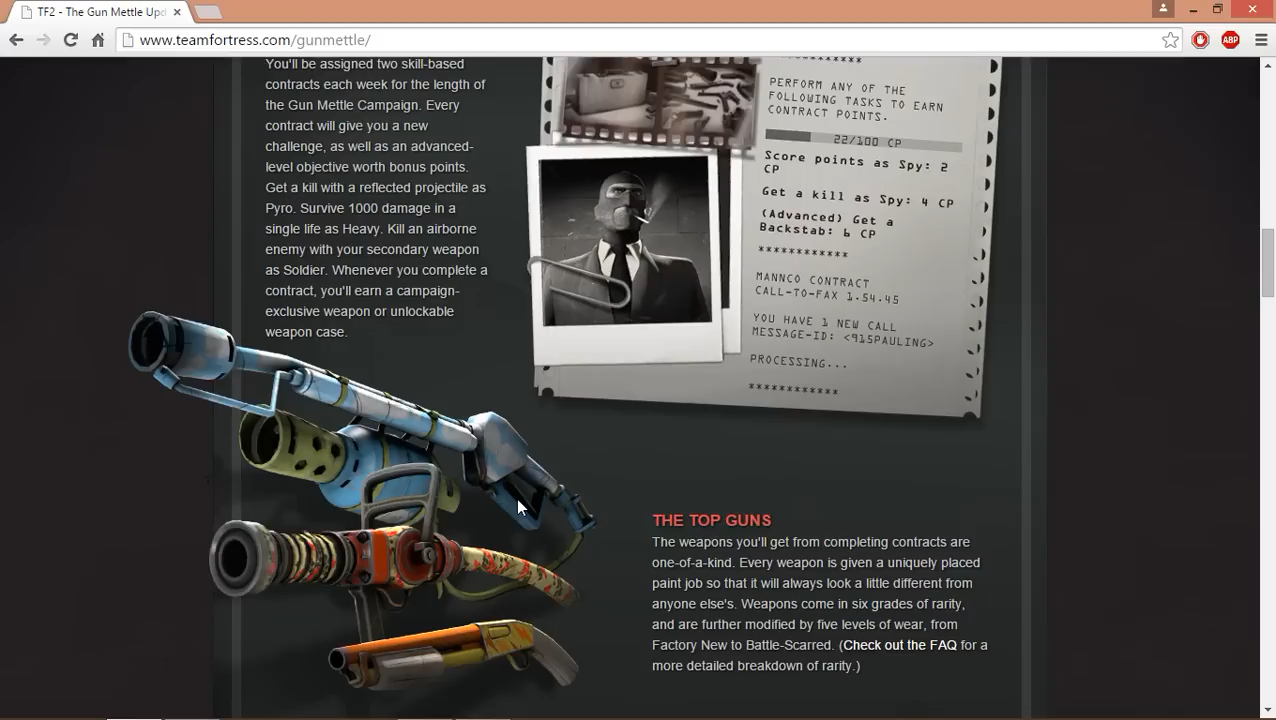 TF2 - The Gun Mettle Upd
www.teamfortress.com/gunmettle/
ABP
You'll be assigned two skill-based
contracts each week for the length of
the Gun Mettle Campaign. Every
contract will give you a new
challenge, as well as an advanced-
level objective worth bonus points.
Get a kill with a reflected projectile as
Pyro. Survive 1000 damage in a
single life as Heavy. Kill an airborne
enemy with your secondary weapon
as Soldier. Whenever you complete a
contract, you'll earn a campaign-
exclusive weapon or unlockable
weapon case.
***********
PERFORM ANY OF THE
FOLLOWING TASKS TO EARN
CONTRACT POINTS.
22/100 CP
Score points as Spy: 2
CP
Get a kill as Spy: 4 CP
(Advanced) Get a
Backstab: 6 CP
************
MANNCO CONTRACT
CALL-TO-FAX 1.54.45
YOU HAVE 1 NEW CALL
MESSAGE-ID: <915PAULING>
PROCESSING...
************
THE TOP GUNS
The weapons you'll get from completing contracts are
one-of-a-kind. Every weapon is given a uniquely placed
paint job so that it will always look a little different from
anyone else's. Weapons come in six grades of rarity,
and are further modified by five levels of wear, from
Factory New to Battle-Scarred. (Check out the FAQ for a
more detailed breakdown of rarity.)